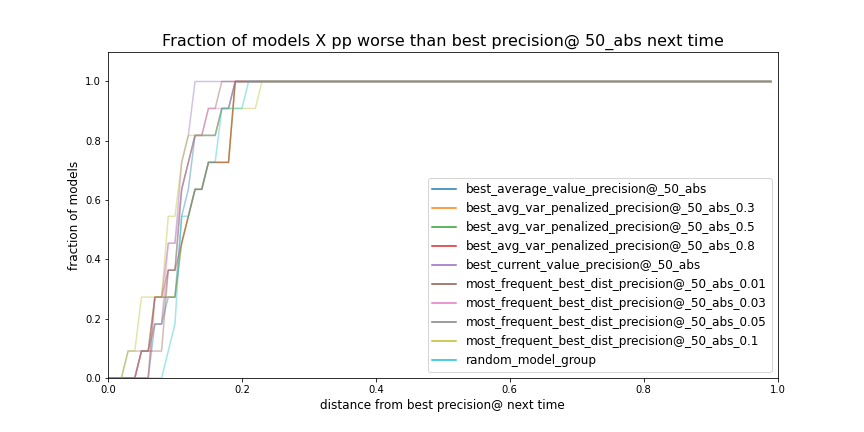 Fraction of models X pp worse than best precision@ 50_abs next time
fraction of models
1.0
0.8
0.6
0.4
0.2
0.0
best_average_value_precision@_50_abs
best_avg_var_penalized_precision@_50_abs_0.3
best_avg_var_penalized_precision@_50_abs_0.5
best_avg_var_penalized_precision@_50_abs_0.8
best_current_value_precision@_50_abs
most_frequent_best_dist_precision@_50_abs_0.01
most_frequent_best_dist_precision@_50_abs_0.03
most_frequent_best_dist_precision@_50_abs_0.05
most_frequent_best_dist_precision@_50_abs_0.1
random_model_group
0.0 0.2 0.4 0.6 0.8 1.0
distance from best precision@ next time